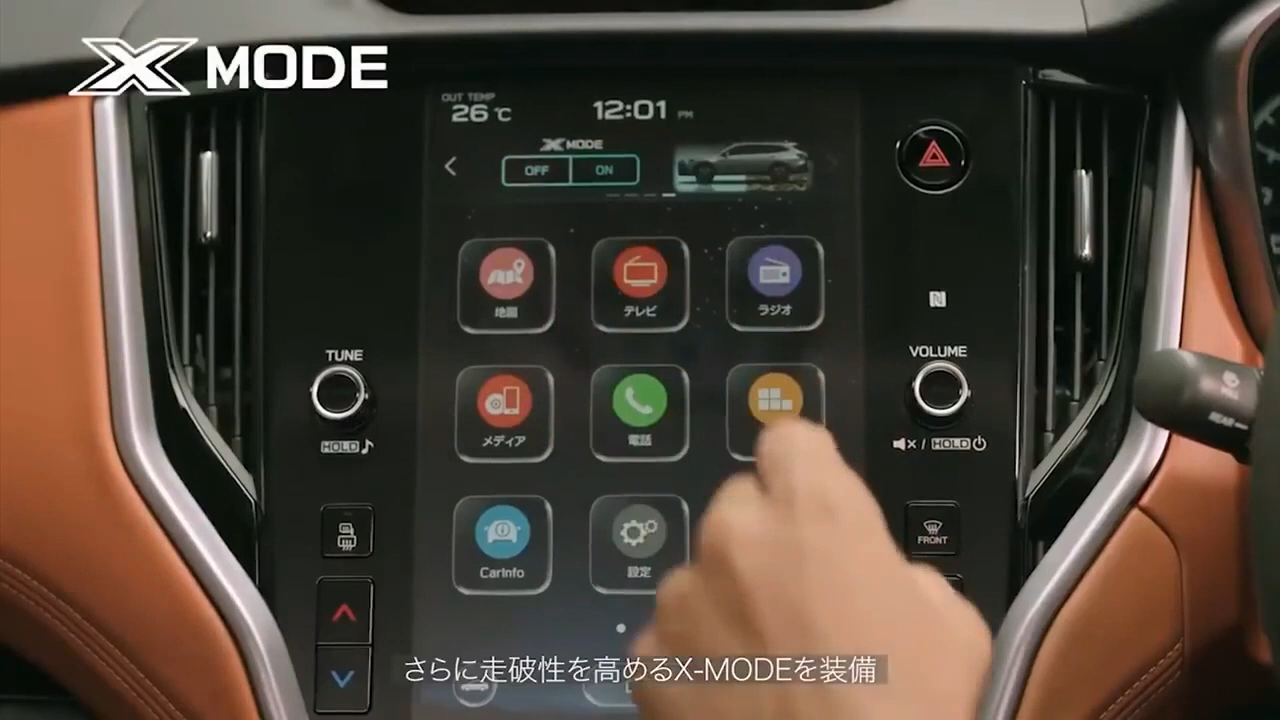 X MODE
OUT TEMP
26 ℃
12:01 PM
X MODE
OFF ON
地図 テレビ ラジオ
TUNE
VOLUME
メディア 電話
HOLD
/ HOLD
REAR
FRONT
CarInfo 設定
さらに走破性を高めるX-MODEを装備